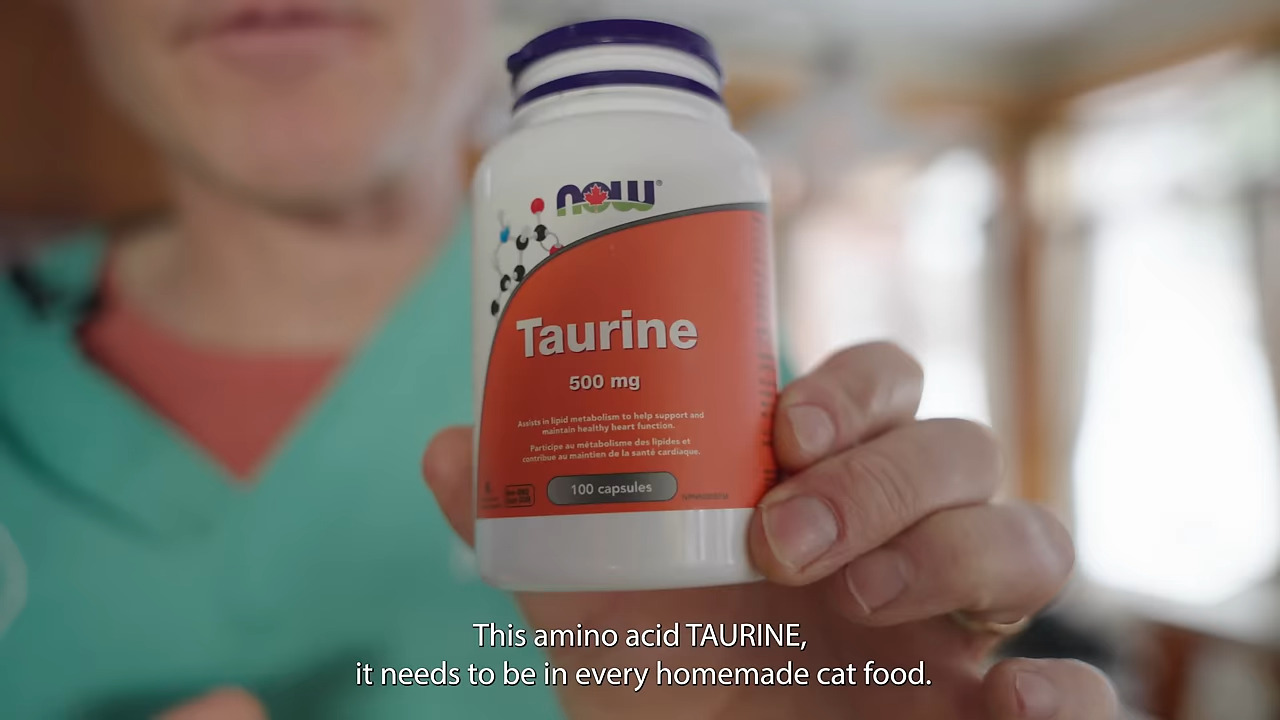 now®
Taurine
500 mg
Assists in lipid metabolism to help support and
maintain healthy heart function.
Participe au métabolisme des lipides et
contribue au maintien de la santé cardiaque.
100 capsules
This amino acid TAURINE,
it needs to be in every homemade cat food.